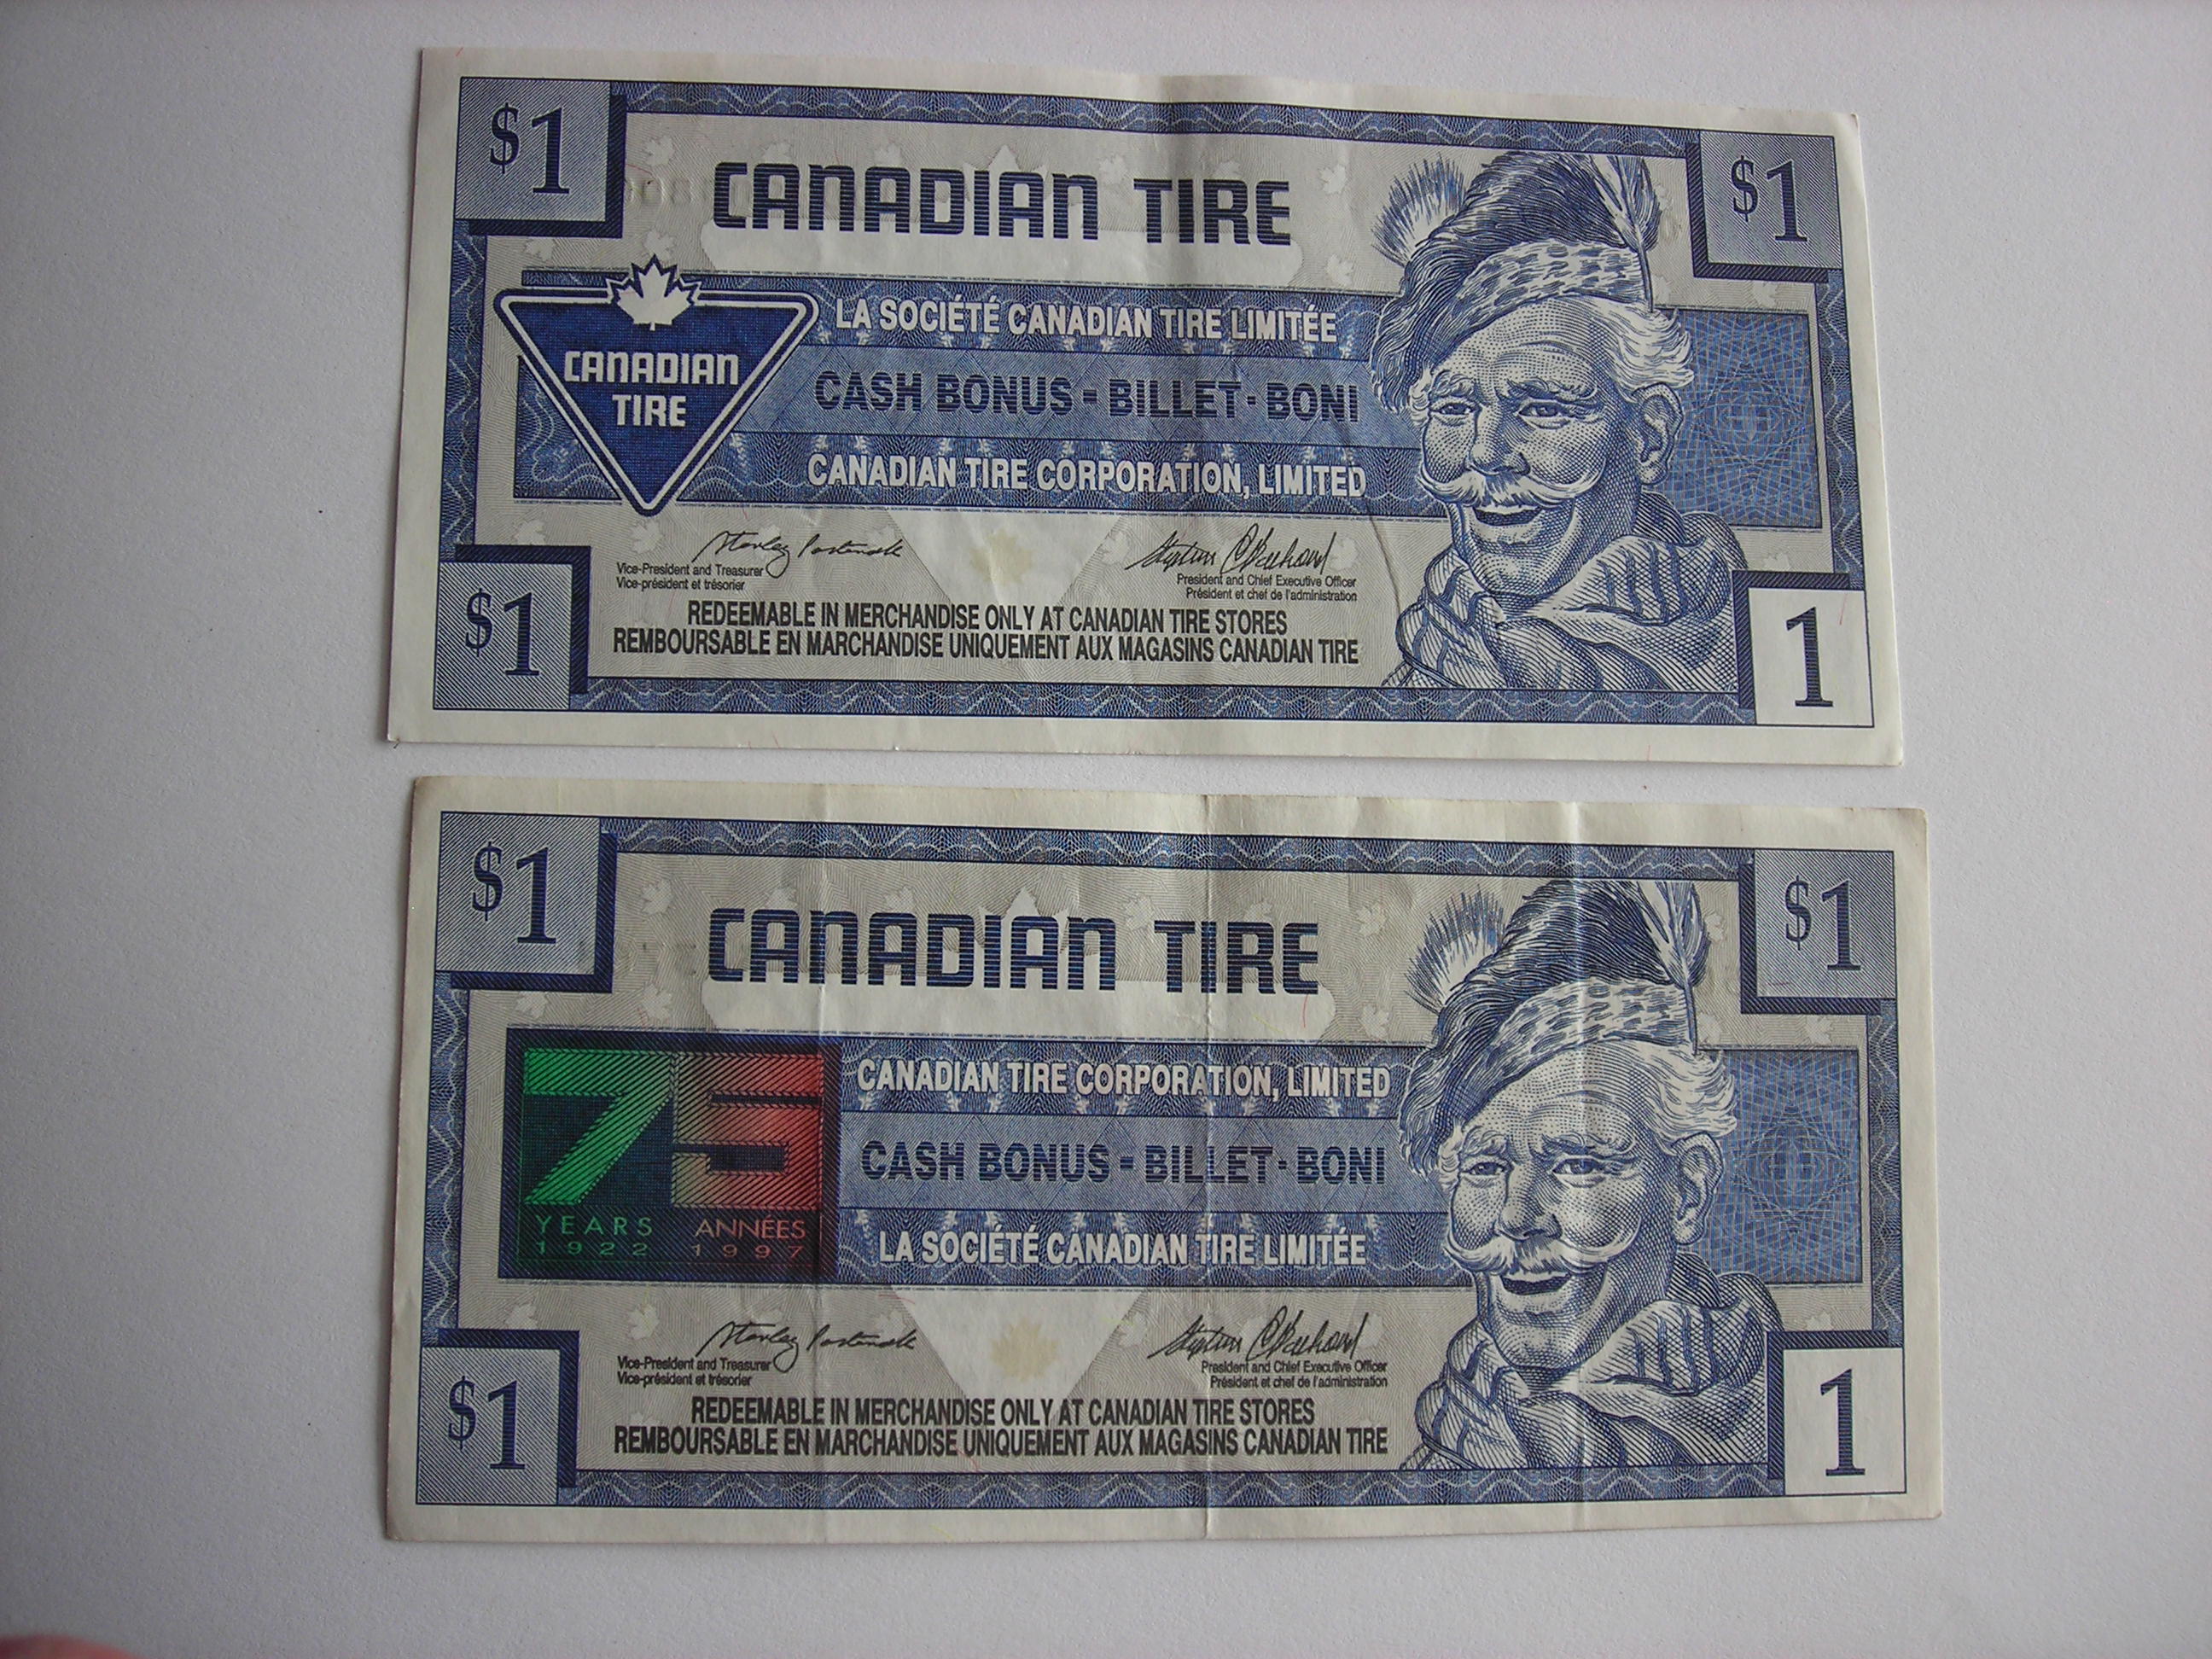 $1
$1
CANADIAN TIRE
CANADIAN
TIRE
LA SOCIÉTÉ CANADIAN TIRE LIMITÉE
CASH BONUS - BILLET - BONI
CANADIAN TIRE CORPORATION, LIMITED
Vice-President and Treasurer
Vice-président et trésorier
President and Chief Executive Officer
Président et chef de l'administration
REDEEMABLE IN MERCHANDISE ONLY AT CANADIAN TIRE STORES
REMBOURSABLE EN MARCHANDISE UNIQUEMENT AUX MAGASINS CANADIAN TIRE
$1
1
$1
$1
CANADIAN TIRE
75
YEARS ANNÉES
1922 1997
CANADIAN TIRE CORPORATION, LIMITED
CASH BONUS - BILLET - BONI
LA SOCIÉTÉ CANADIAN TIRE LIMITÉE
Vice-President and Treasurer
Vice-président et trésorier
President and Chief Executive Officer
Président et chef de l'administration
REDEEMABLE IN MERCHANDISE ONLY AT CANADIAN TIRE STORES
REMBOURSABLE EN MARCHANDISE UNIQUEMENT AUX MAGASINS CANADIAN TIRE
$1
1